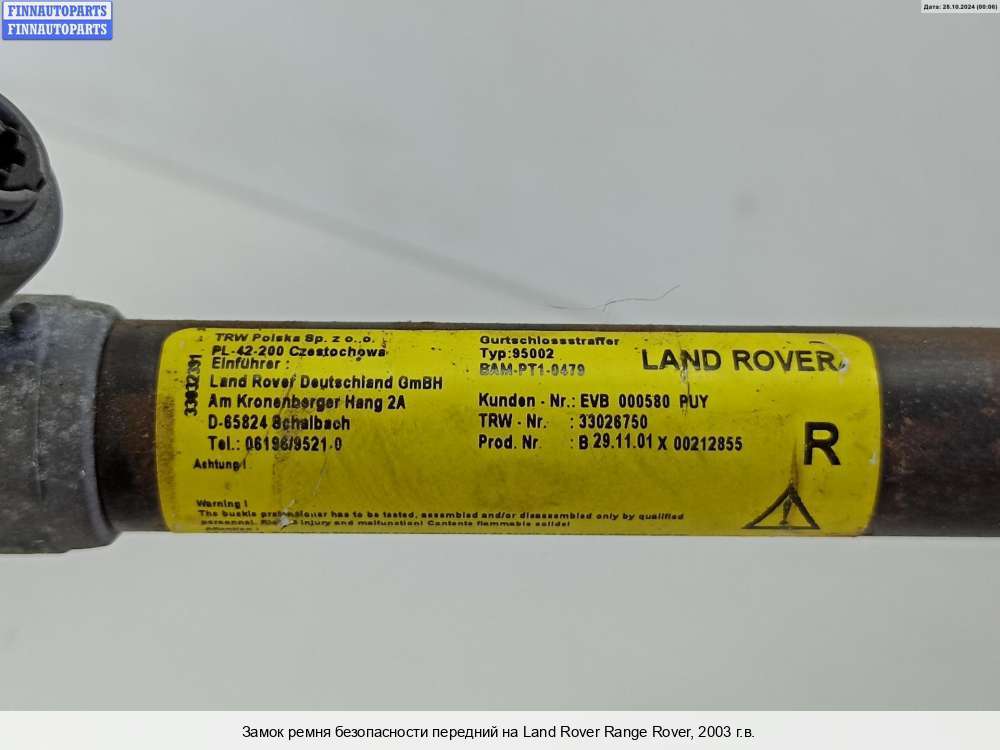 FINNAUTOPARTS
FINNAUTOPARTS
Дата: 28.10.2024 (00:06)
33032391
TRW Polska Sp. z o..o.
PL-42-200 Czestochowa
Einführer :
Land Rover Deutschland GmBH
Am Kronenberger Hang 2A
D-65824 Schalbach
Tel.: 06196/9521-0
Achtung !
Gurtschlossstraffer
Typ:95002
BAM-PT1-0479
Kunden - Nr.: EVB 000580 PUY
TRW - Nr. : 33026750
Prod. Nr. : B 29.11.01 X 00212855
LAND ROVER
R
Warning !
The buckle pretensioner has to be tested, assembled and/or disassembled only by qualified
personnel. injury and malfunction! Contents flammable solids!
Замок ремня безопасности передний на Land Rover Range Rover, 2003 г.в.